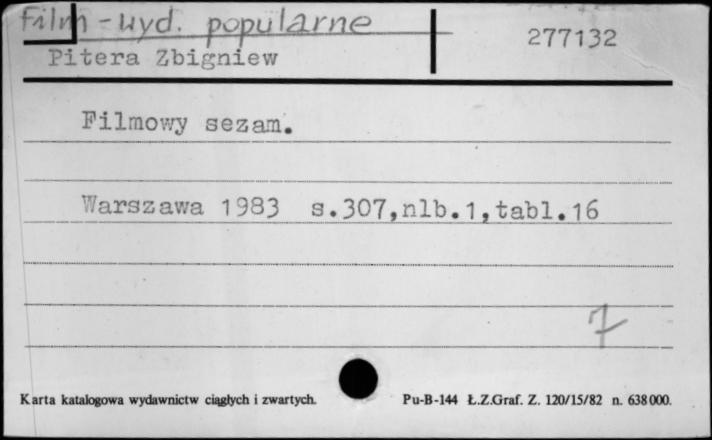 film - wyd. popularne
277132
Pitera Zbigniew
Filmowy sezam.
Warszawa 1983 s.307,nlb.1,tabl.16
7
Karta katalogowa wydawnictw ciągłych i zwartych. Pu-B-144 Ł.Z.Graf. Z. 120/15/82 n. 638000.